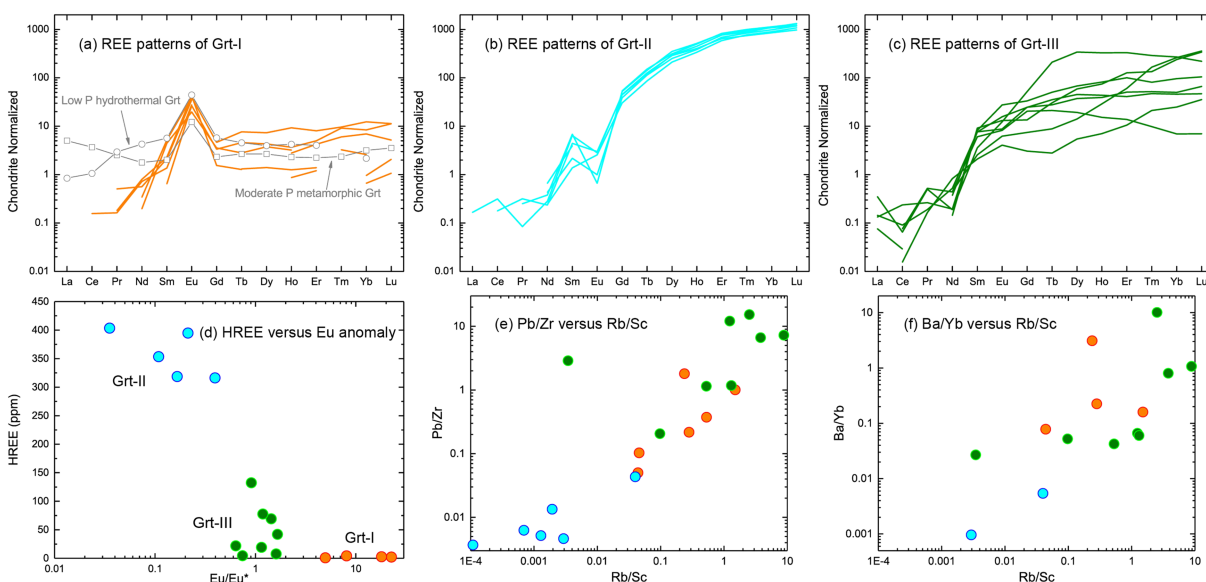 (a) REE patterns of Grt-I
Chondrite Normalized
1000
100
10
1
0.1
0.01
Low P hydrothermal Grt
Moderate P metamorphic Grt
La Ce Pr Nd Sm Eu Gd Tb Dy Ho Er Tm Yb Lu
(b) REE patterns of Grt-II
Chondrite Normalized
1000
100
10
1
0.1
0.01
La Ce Pr Nd Sm Eu Gd Tb Dy Ho Er Tm Yb Lu
(c) REE patterns of Grt-III
Chondrite Normalized
1000
100
10
1
0.1
0.01
La Ce Pr Nd Sm Eu Gd Tb Dy Ho Er Tm Yb Lu
(d) HREE versus Eu anomaly
HREE (ppm)
450
400
350
300
250
200
150
100
50
0
Grt-II
Grt-III
Grt-I
0.01 0.1 1 10
Eu/Eu*
(e) Pb/Zr versus Rb/Sc
Pb/Zr
10
1
0.1
0.01
1E-4 0.001 0.01 0.1 1 10
Rb/Sc
(f) Ba/Yb versus Rb/Sc
Ba/Yb
10
1
0.1
0.01
0.001
1E-4 0.001 0.01 0.1 1 10
Rb/Sc